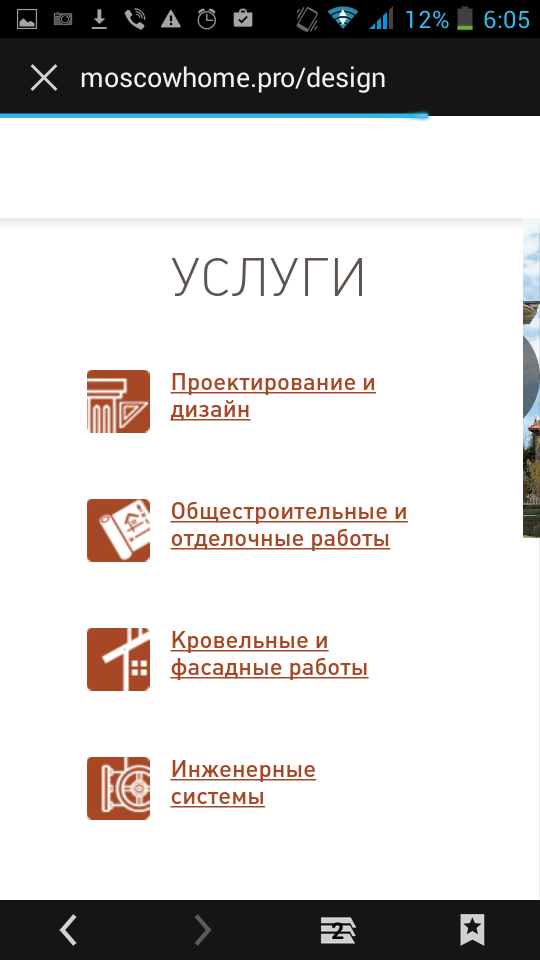 12% 6:05
moscowhome.pro/design
УСЛУГИ
Проектирование и
дизайн
Общестроительные и
отделочные работы
Кровельные и
фасадные работы
Инженерные
системы
2